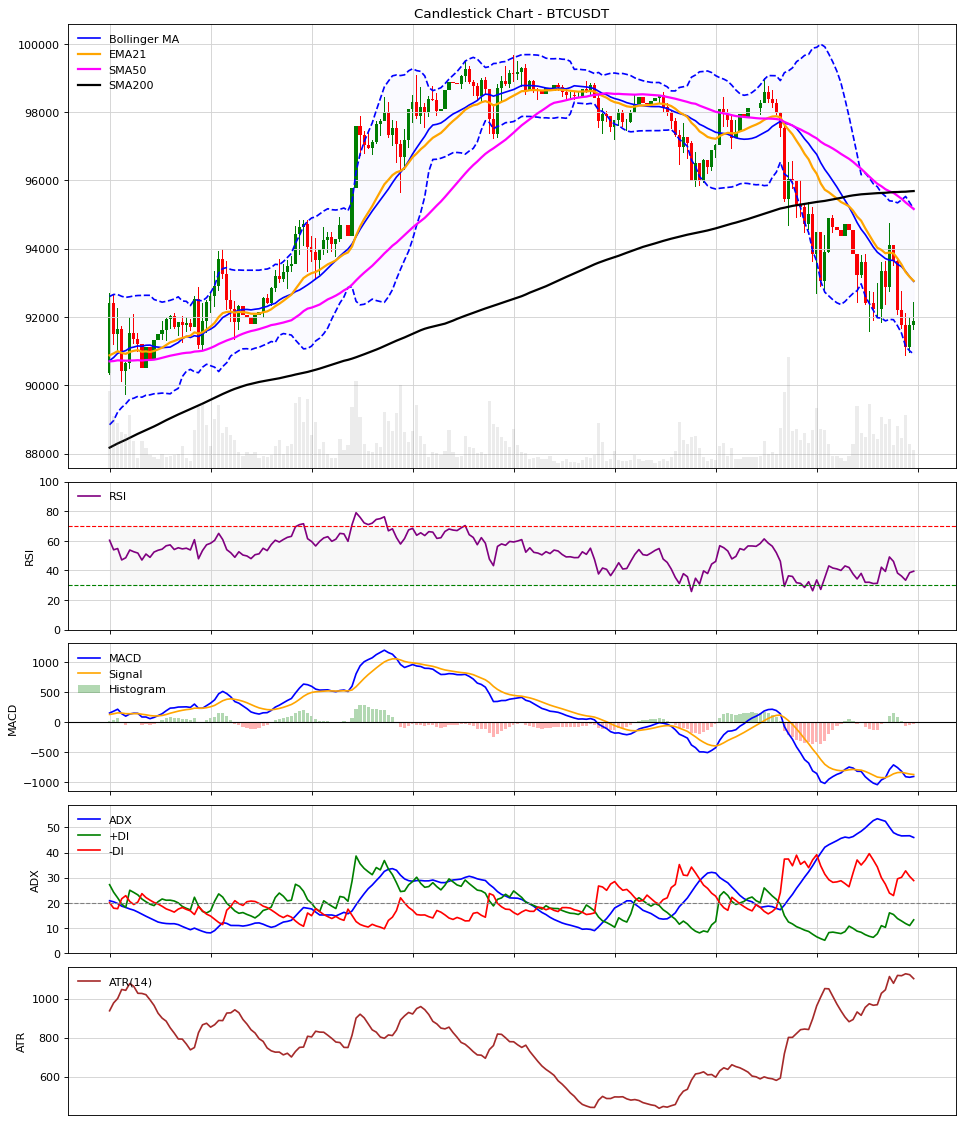 Candlestick Chart - BTCUSDT
Bollinger MA
EMA21
SMA50
SMA200
100000
98000
96000
94000
92000
90000
88000
RSI
RSI
100
80
60
40
20
0
MACD
Signal
Histogram
MACD
1000
500
0
−500
−1000
ADX
+DI
-DI
ADX
50
40
30
20
10
0
ATR(14)
ATR
1000
800
600